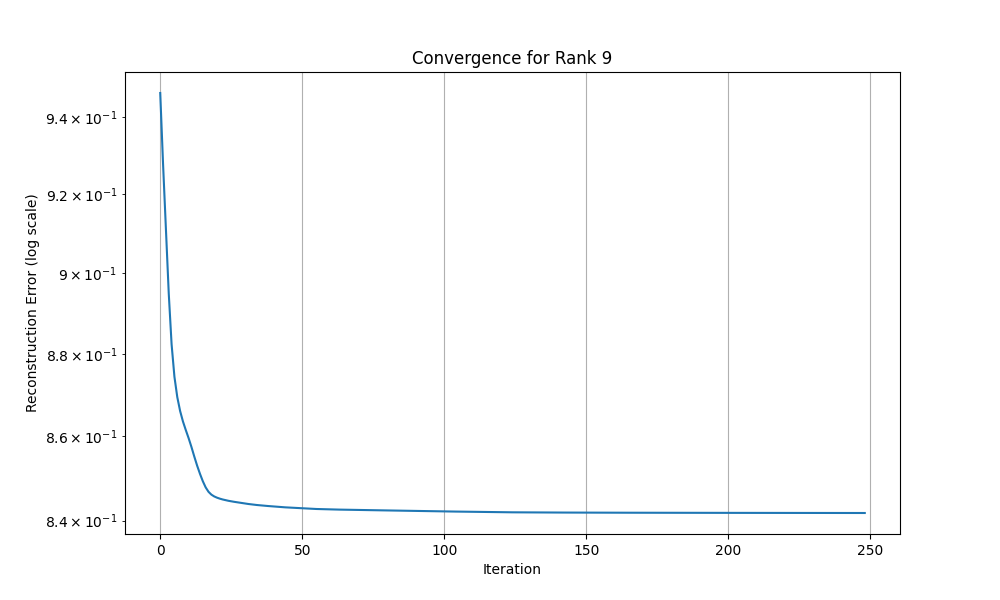 Convergence for Rank 9
Reconstruction Error (log scale)
9.4 × 10⁻¹
9.2 × 10⁻¹
9 × 10⁻¹
8.8 × 10⁻¹
8.6 × 10⁻¹
8.4 × 10⁻¹
0 50 100 150 200 250
Iteration